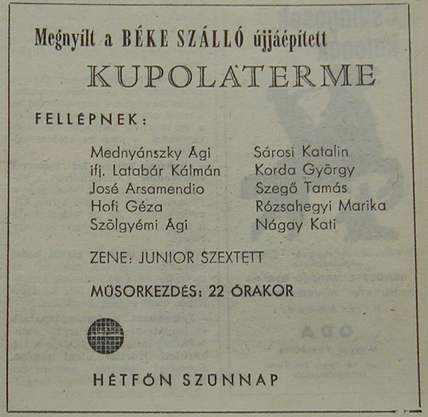 Megnyílt a BÉKE SZÁLLÓ újjáépített
KUPOLATERME
FELLÉPNEK:
Mednyánszky Ági
ifj. Latabár Kálmán
José Arsamendio
Hofi Géza
Szölgyémi Ági
Sárosi Katalin
Korda György
Szegő Tamás
Rózsahegyi Marika
Nágay Kati
ZENE: JUNIOR SZEXTETT
MŰSORKEZDÉS: 22 ÓRAKOR
HÉTFŐN SZÜNNAP